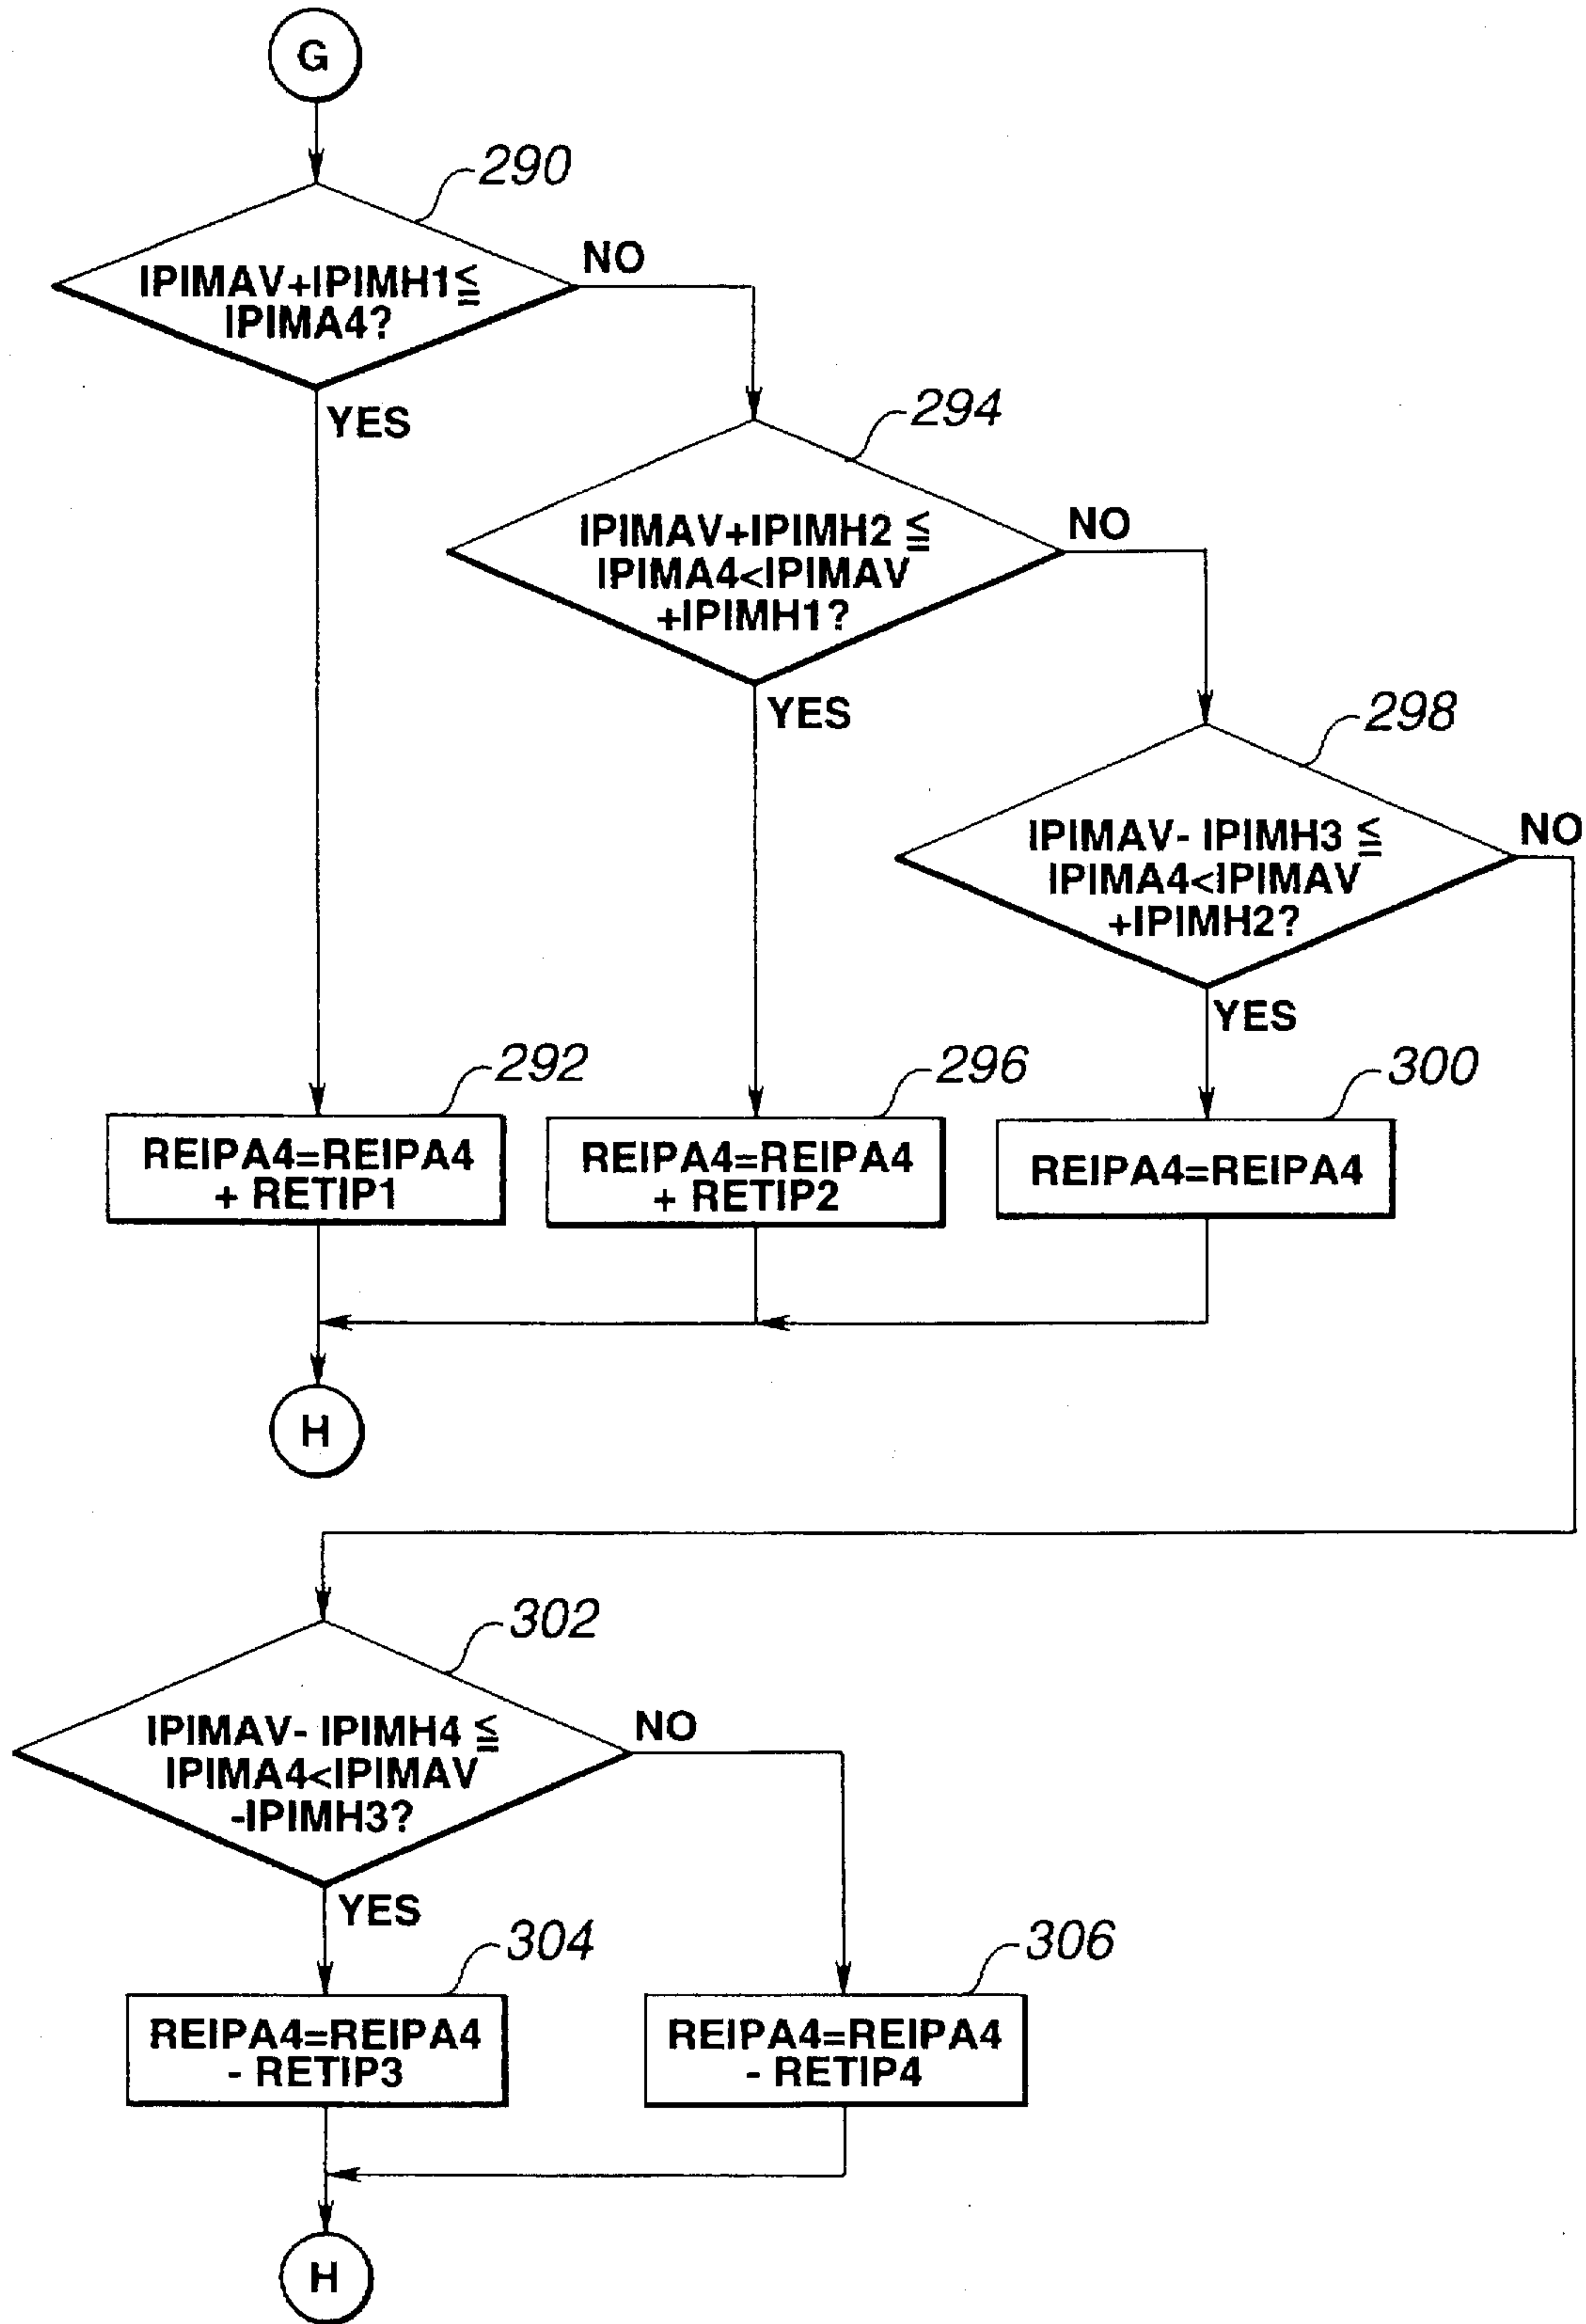 G
290
IPIMAV+IPIMH1≦
IPIMA4?
NO
YES
294
IPIMAV+IPIMH2 ≦
IPIMA4<IPIMAV
+IPIMH1?
NO
YES
298
IPIMAV- IPIMH3 ≦
IPIMA4<IPIMAV
+IPIMH2?
NO
YES
292
REIPA4=REIPA4
+ RETIP1
296
REIPA4=REIPA4
+ RETIP2
300
REIPA4=REIPA4
H
302
IPIMAV- IPIMH4 ≦
IPIMA4<IPIMAV
-IPIMH3?
NO
YES
304
REIPA4=REIPA4
- RETIP3
306
REIPA4=REIPA4
- RETIP4
H